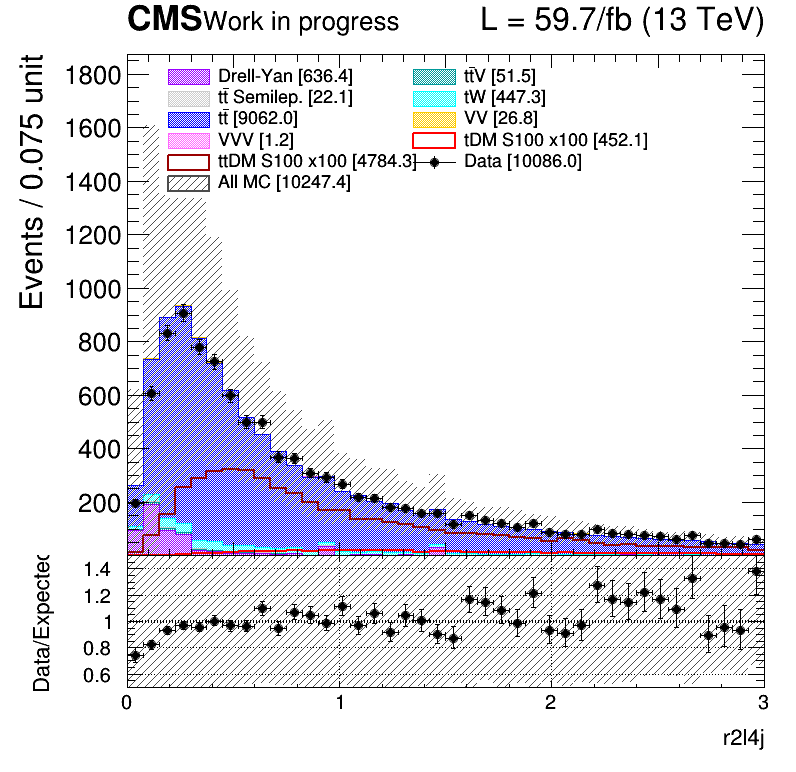 CMS Work in progress L = 59.7/fb (13 TeV)
Events / 0.075 unit
1800
1600
1400
1200
1000
800
600
400
200
Drell-Yan [636.4] tt̄V [51.5]
tt̄ Semilep. [22.1] tW [447.3]
tt̄ [9062.0] VV [26.8]
VVV [1.2] tDM S100 x100 [452.1]
ttDM S100 x100 [4784.3] Data [10086.0]
All MC [10247.4]
Data/Expected
1.4
1.2
1
0.8
0.6
0 1 2 3
r2l4j